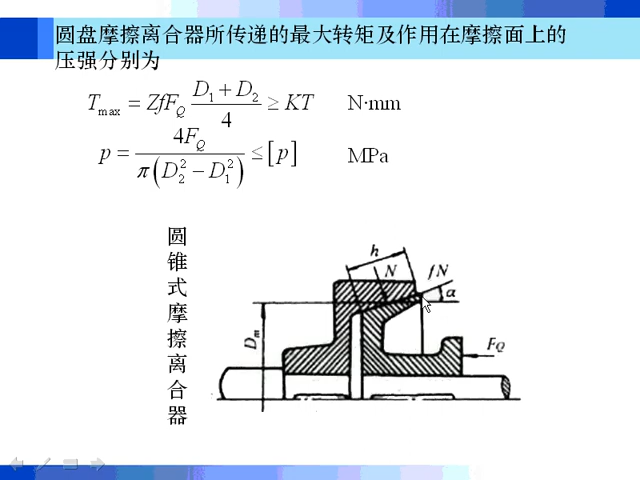 圆盘摩擦离合器所传递的最大转矩及作用在摩擦面上的
压强分别为
T_max = ZfF_Q (D_1 + D_2)/4 ≥ KT N·mm
p = 4F_Q/(π(D_2^2 − D_1^2)) ≤ [p] MPa
圆锥式摩擦离合器
h
N
fN
α
D_m
F_Q